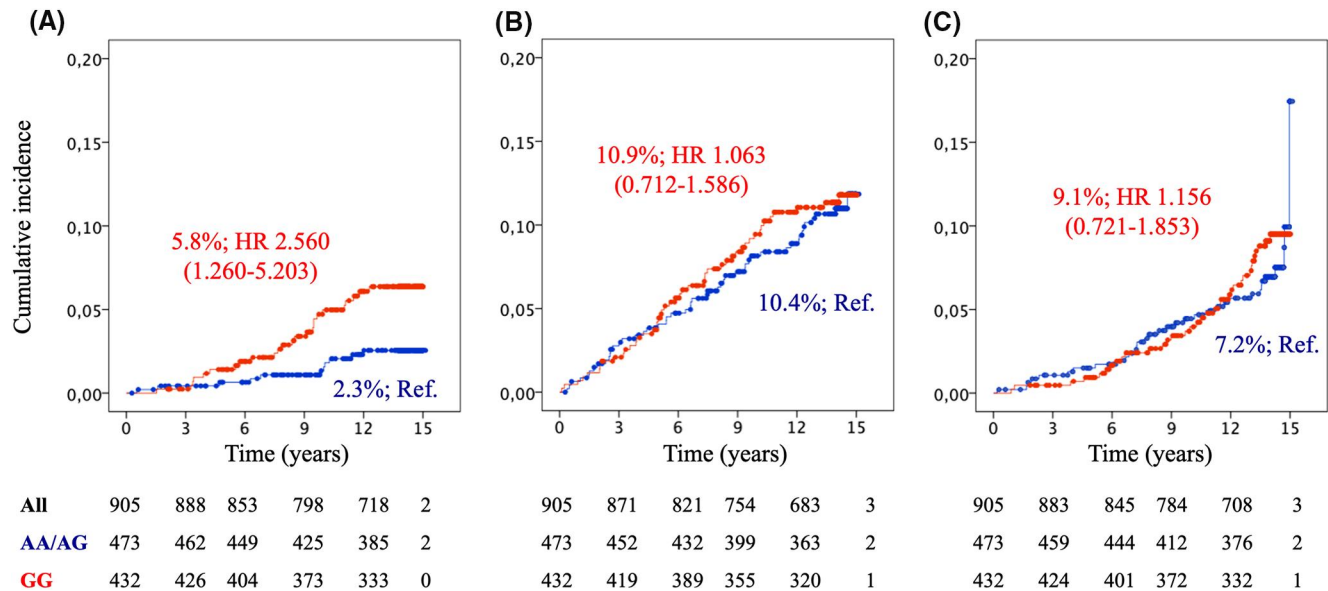 (A) (B) (C)
Cumulative incidence
0,20
0,15
0,10
0,05
0,00
5.8%; HR 2.560
(1.260-5.203)
2.3%; Ref.
0 3 6 9 12 15
Time (years)
0,20
0,15
0,10
0,05
0,00
10.9%; HR 1.063
(0.712-1.586)
10.4%; Ref.
0 3 6 9 12 15
Time (years)
0,20
0,15
0,10
0,05
0,00
9.1%; HR 1.156
(0.721-1.853)
7.2%; Ref.
0 3 6 9 12 15
Time (years)
All 905 888 853 798 718 2 905 871 821 754 683 3 905 883 845 784 708 3
AA/AG 473 462 449 425 385 2 473 452 432 399 363 2 473 459 444 412 376 2
GG 432 426 404 373 333 0 432 419 389 355 320 1 432 424 401 372 332 1